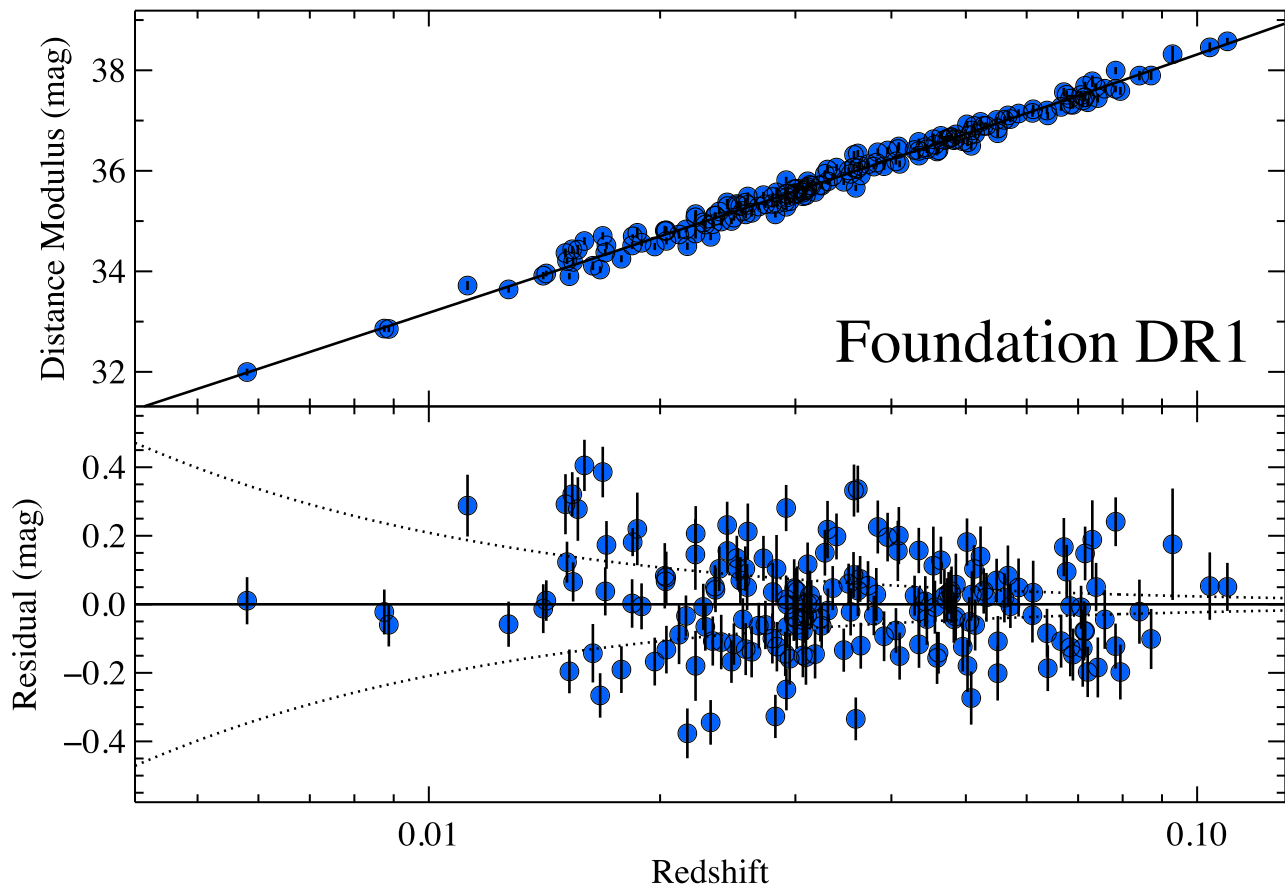 Distance Modulus (mag)
38
36
34
32
Foundation DR1
Residual (mag)
0.4
0.2
0.0
−0.2
−0.4
0.01
0.10
Redshift